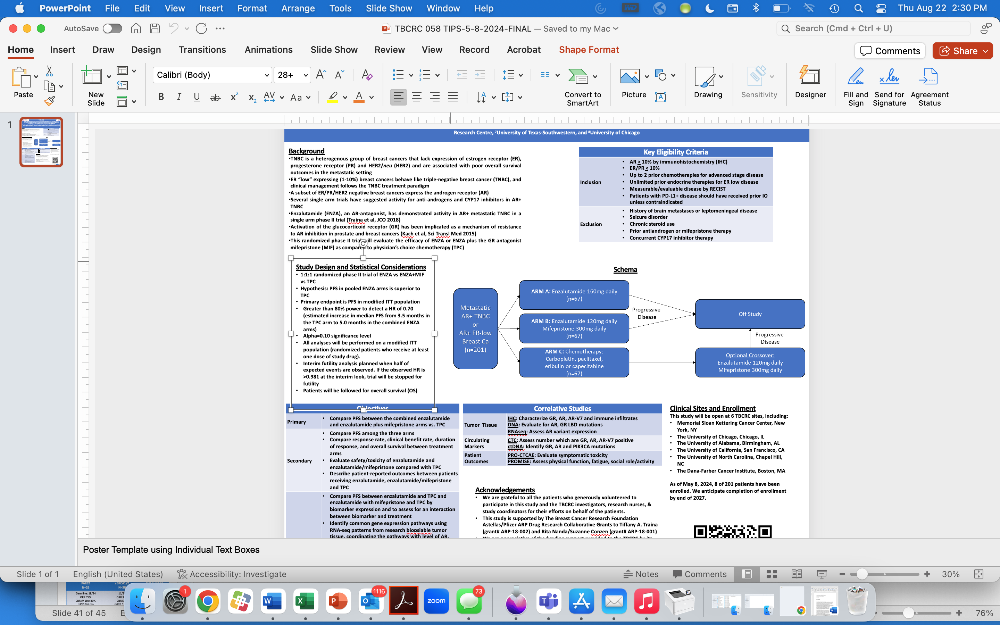 PowerPoint File Edit View Insert Format Arrange Tools Slide Show Window Help
Thu Aug 22 2:30 PM
AutoSave
TBCRC 058 TIPS-5-8-2024-FINAL — Saved to my Mac
Search (Cmd + Ctrl + U)
Home Insert Draw Design Transitions Animations Slide Show Review View Record Acrobat Shape Format
Comments
Share
Paste
New
Slide
Calibri (Body)
28+
Convert to
SmartArt
Picture
Drawing
Sensitivity
Designer
Fill and
Sign
Send for
Signature
Agreement
Status
1
Research Centre, ⁷University of Texas-Southwestern, and ⁸University of Chicago
Background
•TNBC is a heterogenous group of breast cancers that lack expression of estrogen receptor (ER),
progesterone receptor (PR) and HER2/neu (HER2) and are associated with poor overall survival
outcomes in the metastatic setting
•ER “low” expressing (1-10%) breast cancers behave like triple-negative breast cancer (TNBC), and
clinical management follows the TNBC treatment paradigm
•A subset of ER/PR/HER2 negative breast cancers express the androgen receptor (AR)
•Several single arm trials have suggested activity for anti-androgens and CYP17 inhibitors in AR+
TNBC
•Enzalutamide (ENZA), an AR-antagonist, has demonstrated activity in AR+ metastatic TNBC in a
single arm phase II trial (Traina et al, JCO 2018)
•Activation of the glucocorticoid receptor (GR) has been implicated as a mechanism of resistance
to AR inhibition in prostate and breast cancers (Kach et al, Sci Transl Med 2015)
•This randomized phase II trial will evaluate the efficacy of ENZA or ENZA plus the GR antagonist
mifepristone (MIF) as compared to physician’s choice chemotherapy (TPC)
Key Eligibility Criteria
Inclusion
• AR ≥ 10% by immunohistochemistry (IHC)
• ER/PR ≤ 10%
• Up to 2 prior chemotherapies for advanced stage disease
• Unlimited prior endocrine therapies for ER low disease
• Measurable/evaluable disease by RECIST
• Patients with PD-L1+ disease should have received prior IO
unless contraindicated
Exclusion
• History of brain metastases or leptomeningeal disease
• Seizure disorder
• Chronic steroid use
• Prior antiandrogen or mifepristone therapy
• Concurrent CYP17 inhibitor therapy
Study Design and Statistical Considerations
• 1:1:1 randomized phase II trial of ENZA vs ENZA+MIF
vs TPC
• Hypothesis: PFS in pooled ENZA arms is superior to
TPC
• Primary endpoint is PFS in modified ITT population
• Greater than 80% power to detect a HR of 0.70
(estimated increase in median PFS from 3.5 months in
the TPC arm to 5.0 months in the combined ENZA
arms)
• Alpha=0.10 significance level
• All analyses will be performed on a modified ITT
population (randomized patients who receive at least
one dose of study drug).
• Interim futility analysis planned when half of
expected events are observed. If the observed HR is
>0.981 at the interim look, trial will be stopped for
futility
• Patients will be followed for overall survival (OS)
Schema
Metastatic
AR+ TNBC
or
AR+ ER-low
Breast Ca
(n=201)
ARM A: Enzalutamide 160mg daily
(n=67)
ARM B: Enzalutamide 120mg daily
Mifepristone 300mg daily
(n=67)
ARM C: Chemotherapy:
Carboplatin, paclitaxel,
eribulin or capecitabine
(n=67)
Progressive
Disease
Off Study
Progressive
Disease
Optional Crossover:
Enzalutamide 120mg daily
Mifepristone 300mg daily
Objectives
Primary
• Compare PFS between the combined enzalutamide
and enzalutamide plus mifepristone arms vs. TPC
Secondary
• Compare PFS among the three arms
• Compare response rate, clinical benefit rate, duration
of response, and overall survival between treatment
arms
• Evaluate safety/toxicity of enzalutamide and
enzalutamide/mifepristone compared with TPC
• Describe patient-reported outcomes between patients
receiving enzalutamide, enzalutamide/mifepristone
and TPC
• Compare PFS between enzalutamide and TPC and
enzalutamide with mifepristone and TPC by
biomarker expression and to assess for an interaction
between biomarker and treatment
• Identify common gene expression pathways using
RNA-seq patterns from research biopsiable tumor
tissue, coordinating the pathways with level of AR,
Correlative Studies
Tumor Tissue
IHC: Characterize GR, AR, AR-V7 and immune infiltrates
DNA: Evaluate for AR, GR LBD mutations
RNAseq: Assess AR variant expression
Circulating
Markers
CTC: Assess number which are GR, AR, AR-V7 positive
ctDNA: Identify GR, AR and PIK3CA mutations
Patient
Outcomes
PRO-CTCAE: Evaluate symptomatic toxicity
PROMISE: Assess physical function, fatigue, social role/activity
Acknowledgements
• We are grateful to all the patients who generously volunteered to
participate in this study and the TBCRC investigators, research nurses, &
study coordinators for their efforts on behalf of the patients.
• This study is supported by The Breast Cancer Research Foundation
Astellas/Pfizer ARP Drug Research Collaborative Grants to Tiffany A. Traina
(grant# ARP-18-002) and Rita Nanda/Suzanne Conzen (grant# ARP-18-001)
Clinical Sites and Enrollment
This study will be open at 6 TBCRC sites, including:
• Memorial Sloan Kettering Cancer Center, New
York, NY
• The University of Chicago, Chicago, IL
• The University of Alabama, Birmingham, AL
• The University of California, San Francisco, CA
• The University of North Carolina, Chapel Hill,
NC
• The Dana-Farber Cancer Institute, Boston, MA
As of May 8, 2024, 8 of 201 patients have been
enrolled. We anticipate completion of enrollment
by end of 2027.
Poster Template using Individual Text Boxes
Slide 1 of 1 English (United States) Accessibility: Investigate
Notes Comments 30%
PALB2
N=26
Germline: 18/24
ORR 75%
CBR @ 18w 83%
sBRCA1/2
1
1116
zoom
73
Slide 41 of 45
76%